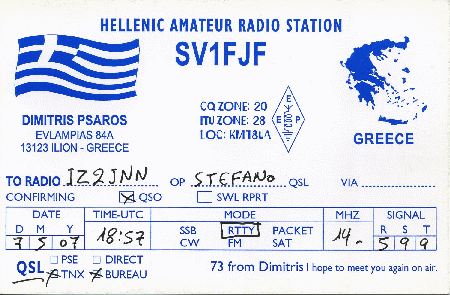 HELLENIC AMATEUR RADIO STATION
SV1FJF
CQ ZONE: 20
ITU ZONE: 28
LOC: KM18LA
E E P
DIMITRIS PSAROS
EVLAMPIAS 84A
13123 ILION - GREECE
GREECE
TO RADIO IZ2JNN OP STEFANO QSL VIA
CONFIRMING QSO SWL RPRT
DATE TIME-UTC MODE MHZ SIGNAL
D M Y SSB RTTY PACKET R S T
7 5 07 18:57 CW FM SAT 14.- 5 9 9
QSL PSE DIRECT
TNX BUREAU
73 from Dimitris I hope to meet you again on air.